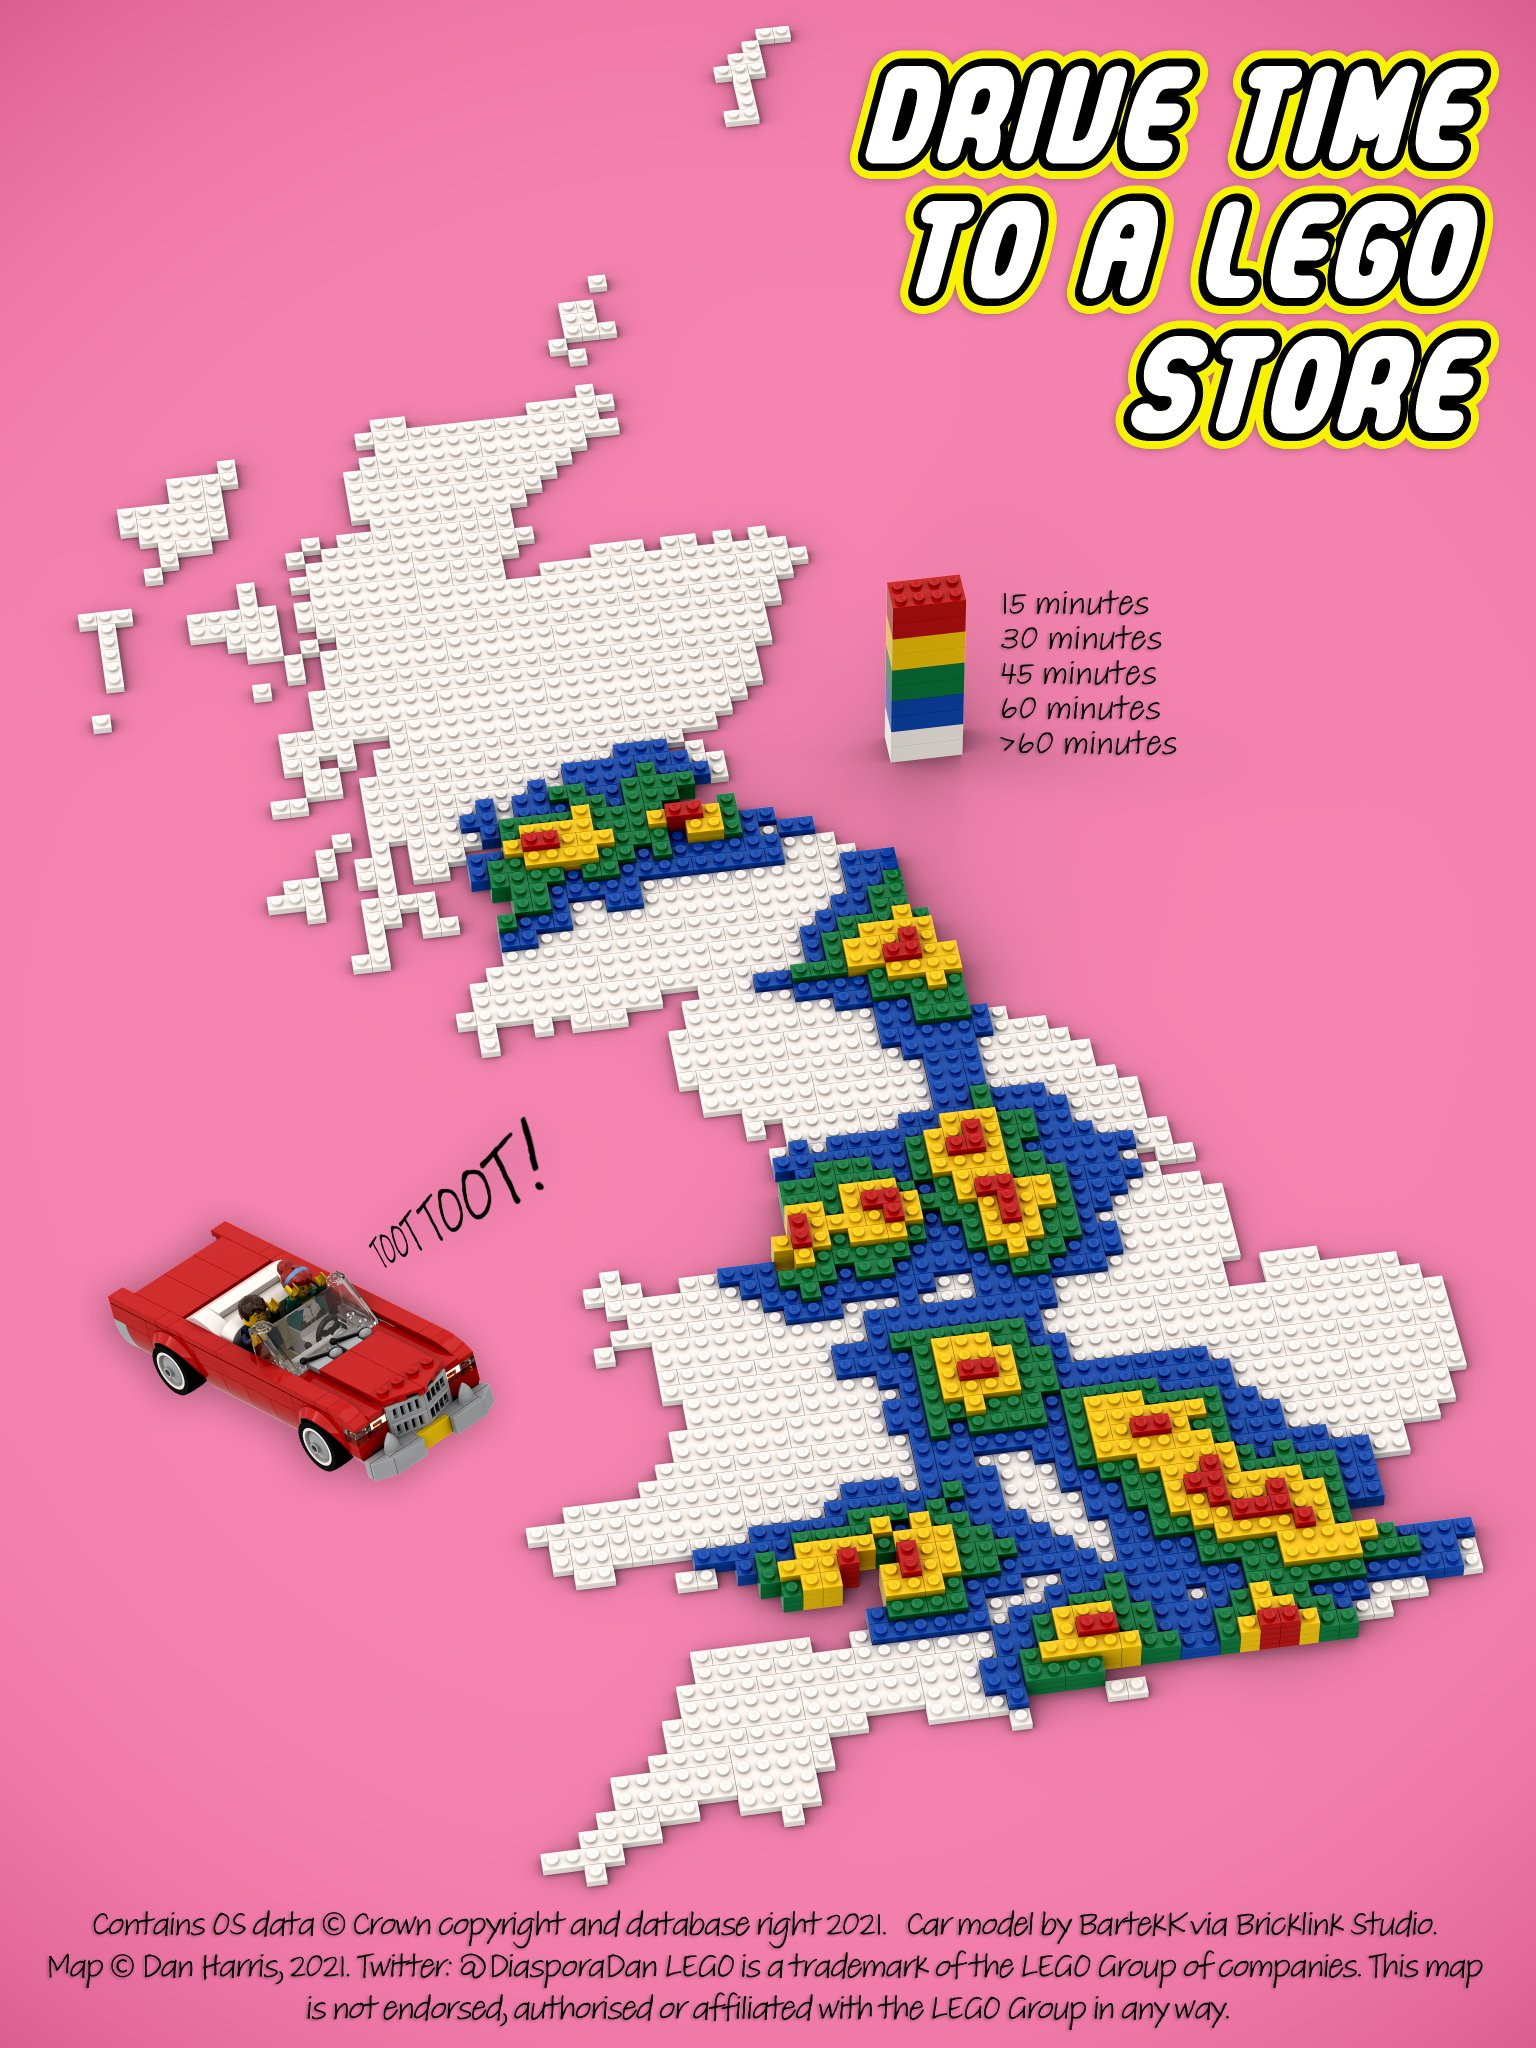 DRIVE TIME
TO A LEGO
STORE
15 minutes
30 minutes
45 minutes
60 minutes
>60 minutes
TOOT TOOT!
Contains OS data © Crown copyright and database right 2021. Car model by BartekK via Bricklink Studio.
Map © Dan Harris, 2021. Twitter: @DiasporaDan LEGO is a trademark of the LEGO Group of companies. This map
is not endorsed, authorised or affiliated with the LEGO Group in any way.